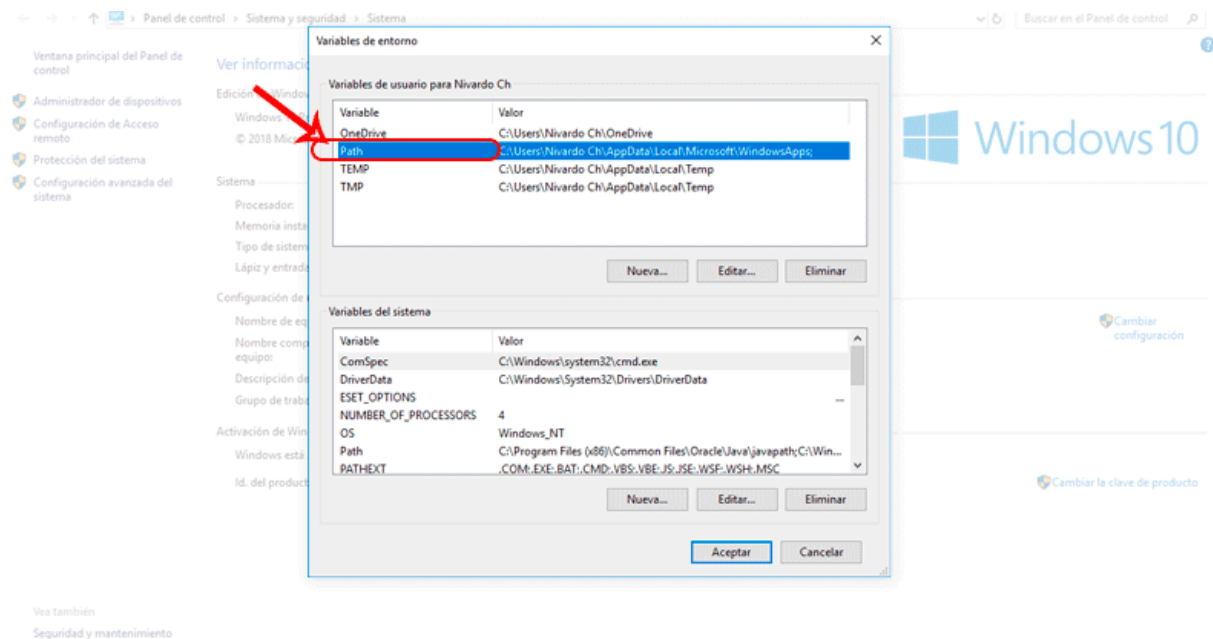 Panel de control > Sistema y seguridad > Sistema
Buscar en el Panel de control
Ventana principal del Panel de
control
Administrador de dispositivos
Configuración de Acceso
remoto
Protección del sistema
Configuración avanzada del
sistema
Vea también
Seguridad y mantenimiento
Ver informació
Edición Window
Windows
© 2018 Mic
Sistema
Procesador:
Memoria insta
Tipo de sistem
Lápiz y entrada
Configuración de
Nombre de eq
Nombre comp
equipo:
Descripción de
Grupo de traba
Activación de Win
Windows está
Id. del product
Variables de entorno
Variables de usuario para Nivardo Ch
Variable Valor
OneDrive C:\Users\Nivardo Ch\OneDrive
Path C:\Users\Nivardo Ch\AppData\Local\Microsoft\WindowsApps;
TEMP C:\Users\Nivardo Ch\AppData\Local\Temp
TMP C:\Users\Nivardo Ch\AppData\Local\Temp
Nueva... Editar... Eliminar
Variables del sistema
Variable Valor
ComSpec C:\Windows\system32\cmd.exe
DriverData C:\Windows\System32\Drivers\DriverData
ESET_OPTIONS ...
NUMBER_OF_PROCESSORS 4
OS Windows_NT
Path C:\Program Files (x86)\Common Files\Oracle\Java\javapath;C:\Win...
PATHEXT .COM;.EXE;.BAT;.CMD;.VBS;.VBE;.JS;.JSE;.WSF;.WSH;.MSC
Nueva... Editar... Eliminar
Aceptar Cancelar
Windows 10
Cambiar
configuración
Cambiar la clave de producto